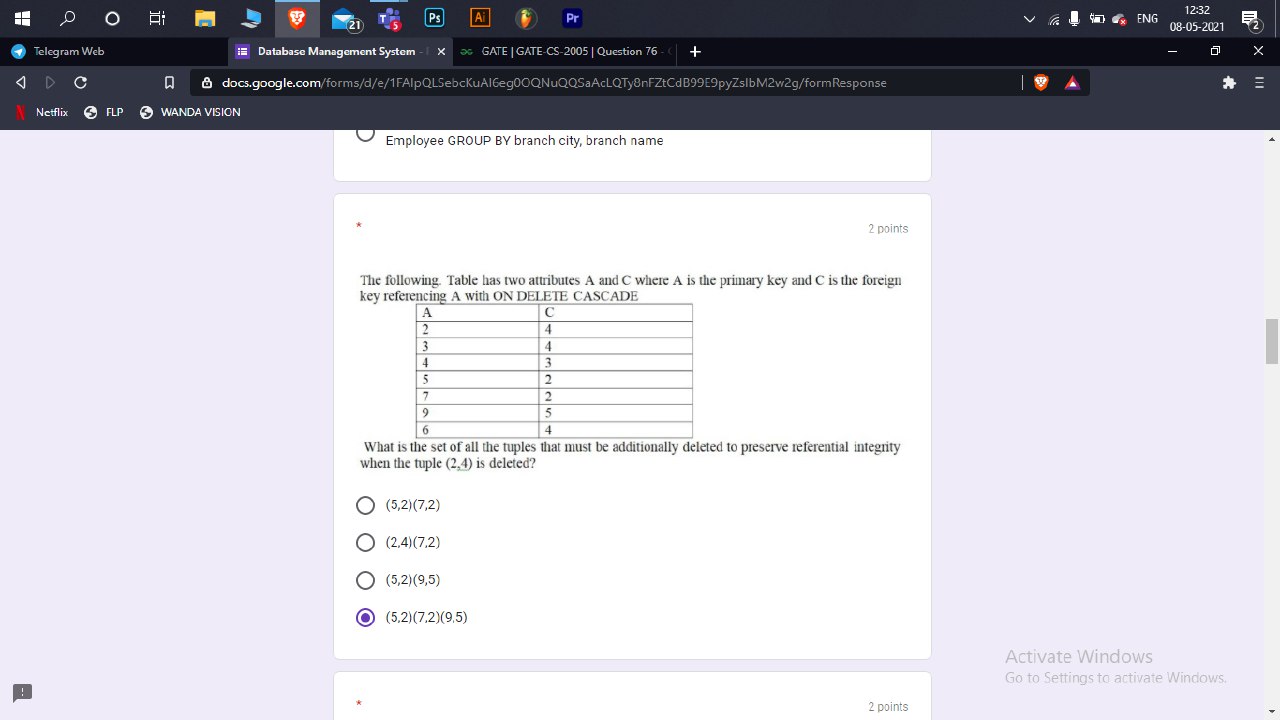 21
5
Ps
Ai
Pr
ENG
12:32
08-05-2021
2
Telegram Web
Database Management System -
GATE | GATE-CS-2005 | Question 76 -
docs.google.com/forms/d/e/1FAIpQLSebcKuAI6eg0OQNuQQSaAcLQTy8nFZtCdB99E9pyZsIbM2w2g/formResponse
Netflix
FLP
WANDA VISION
Employee GROUP BY branch city, branch name
*
2 points
The following. Table has two attributes A and C where A is the primary key and C is the foreign
key referencing A with ON DELETE CASCADE
A C
2 4
3 4
4 3
5 2
7 2
9 5
6 4
What is the set of all the tuples that must be additionally deleted to preserve referential integrity
when the tuple (2,4) is deleted?
(5,2)(7,2)
(2,4)(7,2)
(5,2)(9,5)
(5,2)(7,2)(9.5)
Activate Windows
Go to Settings to activate Windows.
*
2 points